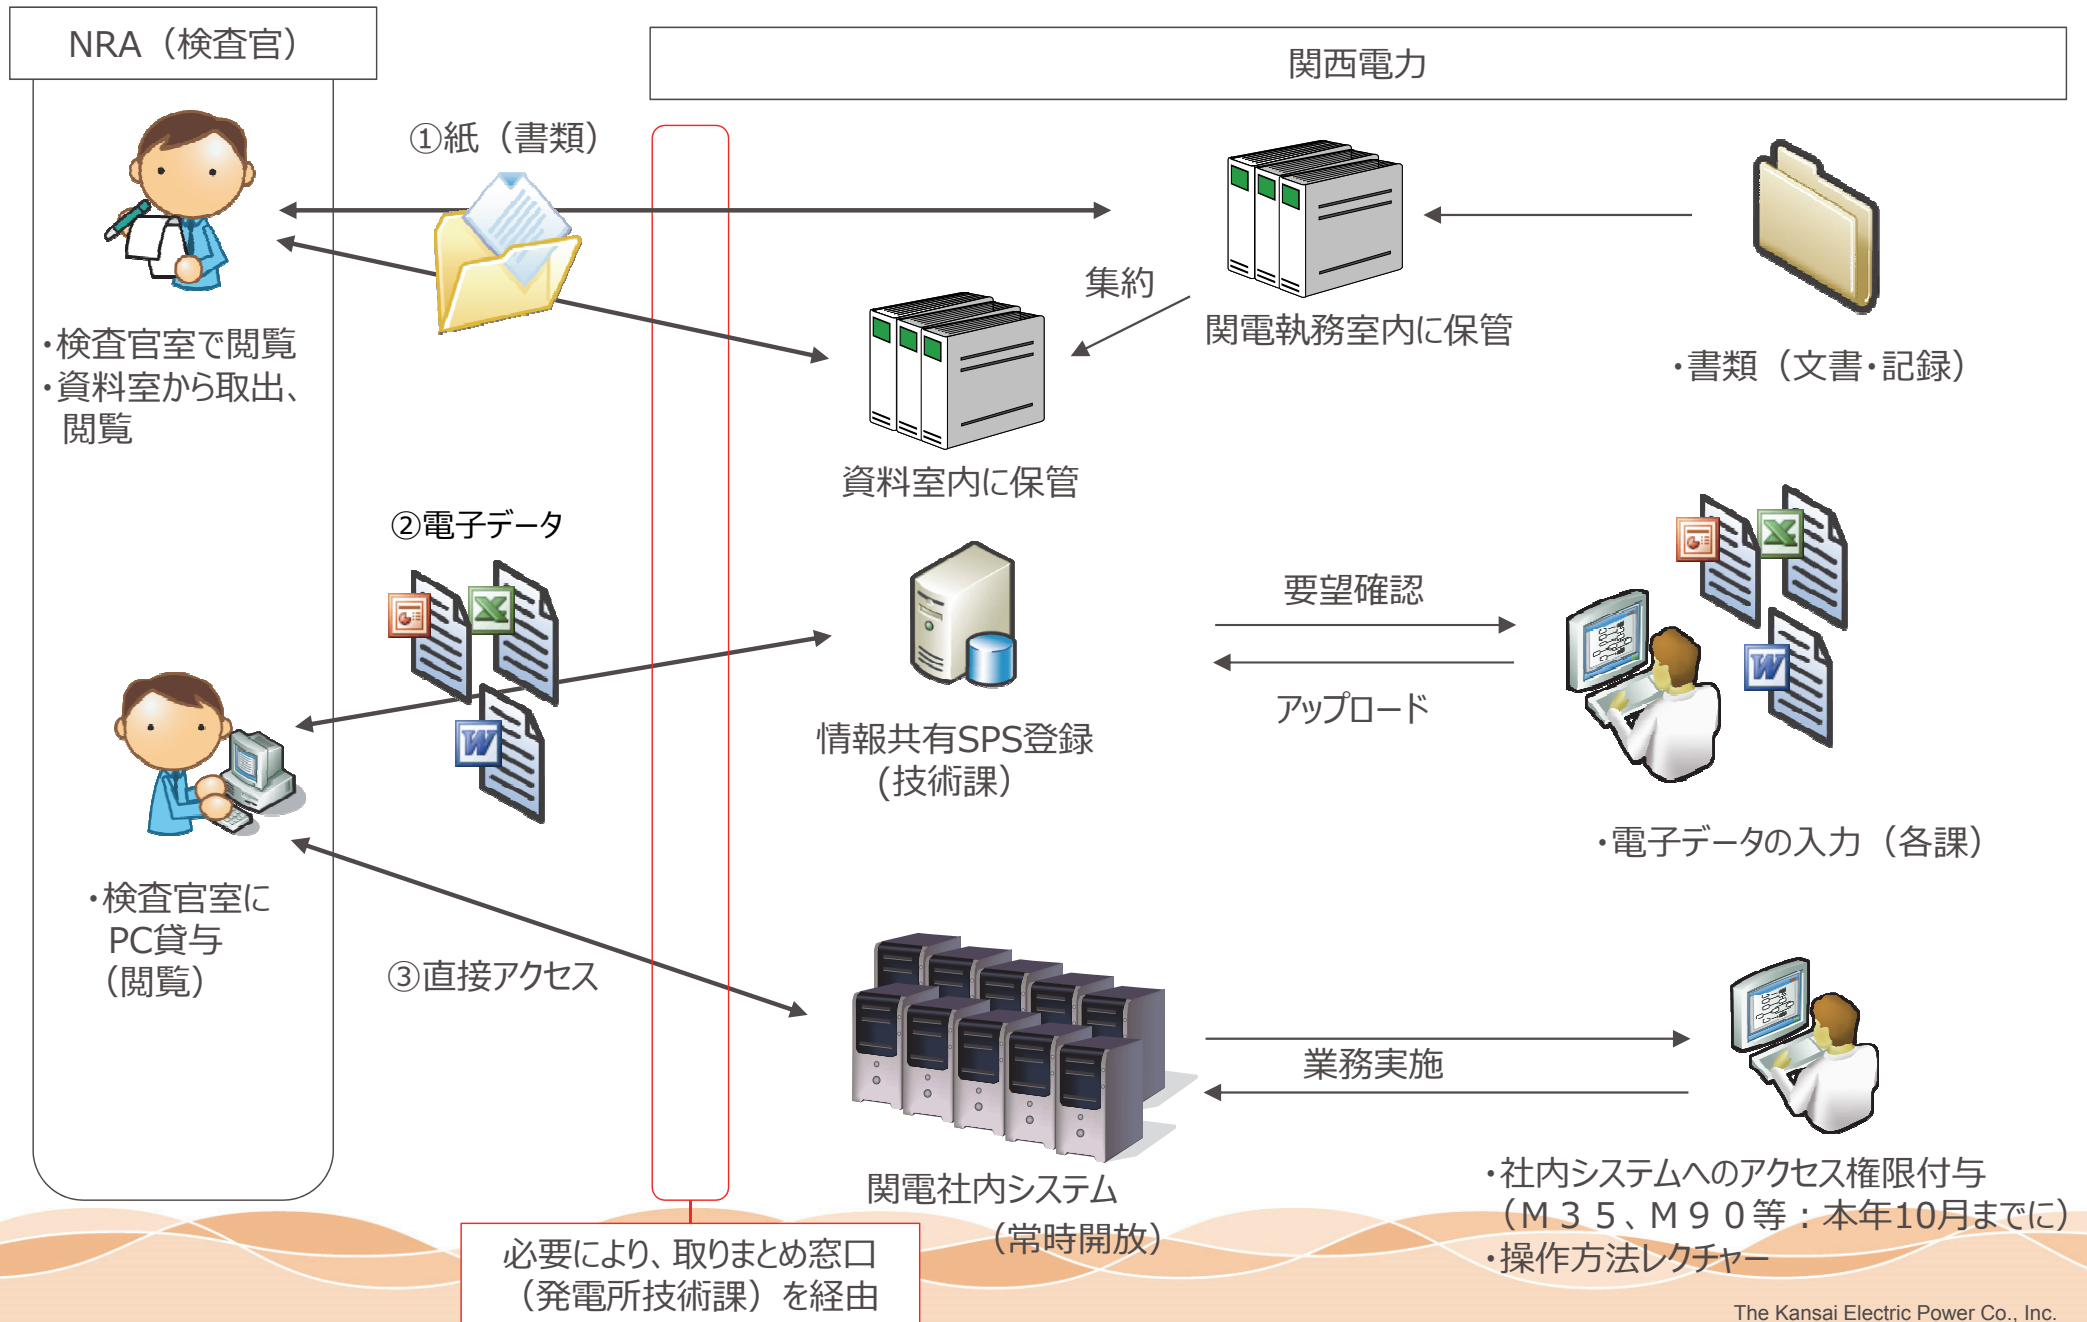 NRA（検査官）
関西電力
①紙（書類）
集約
関電執務室内に保管
・書類（文書・記録）
・検査官室で閲覧
・資料室から取出、
閲覧
資料室内に保管
②電子データ
要望確認
アップロード
情報共有SPS登録
(技術課）
・電子データの入力（各課）
・検査官室に
PC貸与
（閲覧）
③直接アクセス
業務実施
関電社内システム
（常時開放）
・社内システムへのアクセス権限付与
（Ｍ３５、Ｍ９０等：本年10月までに）
・操作方法レクチャー
必要により、取りまとめ窓口
（発電所技術課）を経由
The Kansai Electric Power Co., Inc.